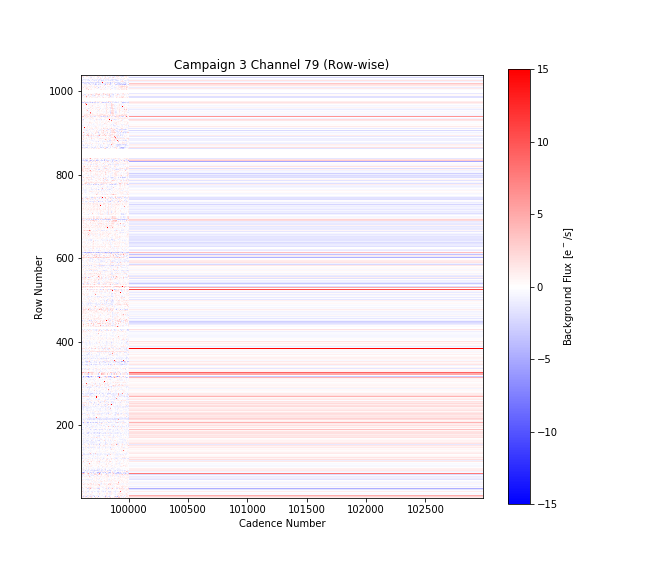 Campaign 3 Channel 79 (Row-wise)
1000
800
600
400
200
Row Number
100000 100500 101000 101500 102000 102500
Cadence Number
15
10
5
0
−5
−10
−15
Background Flux [e⁻/s]